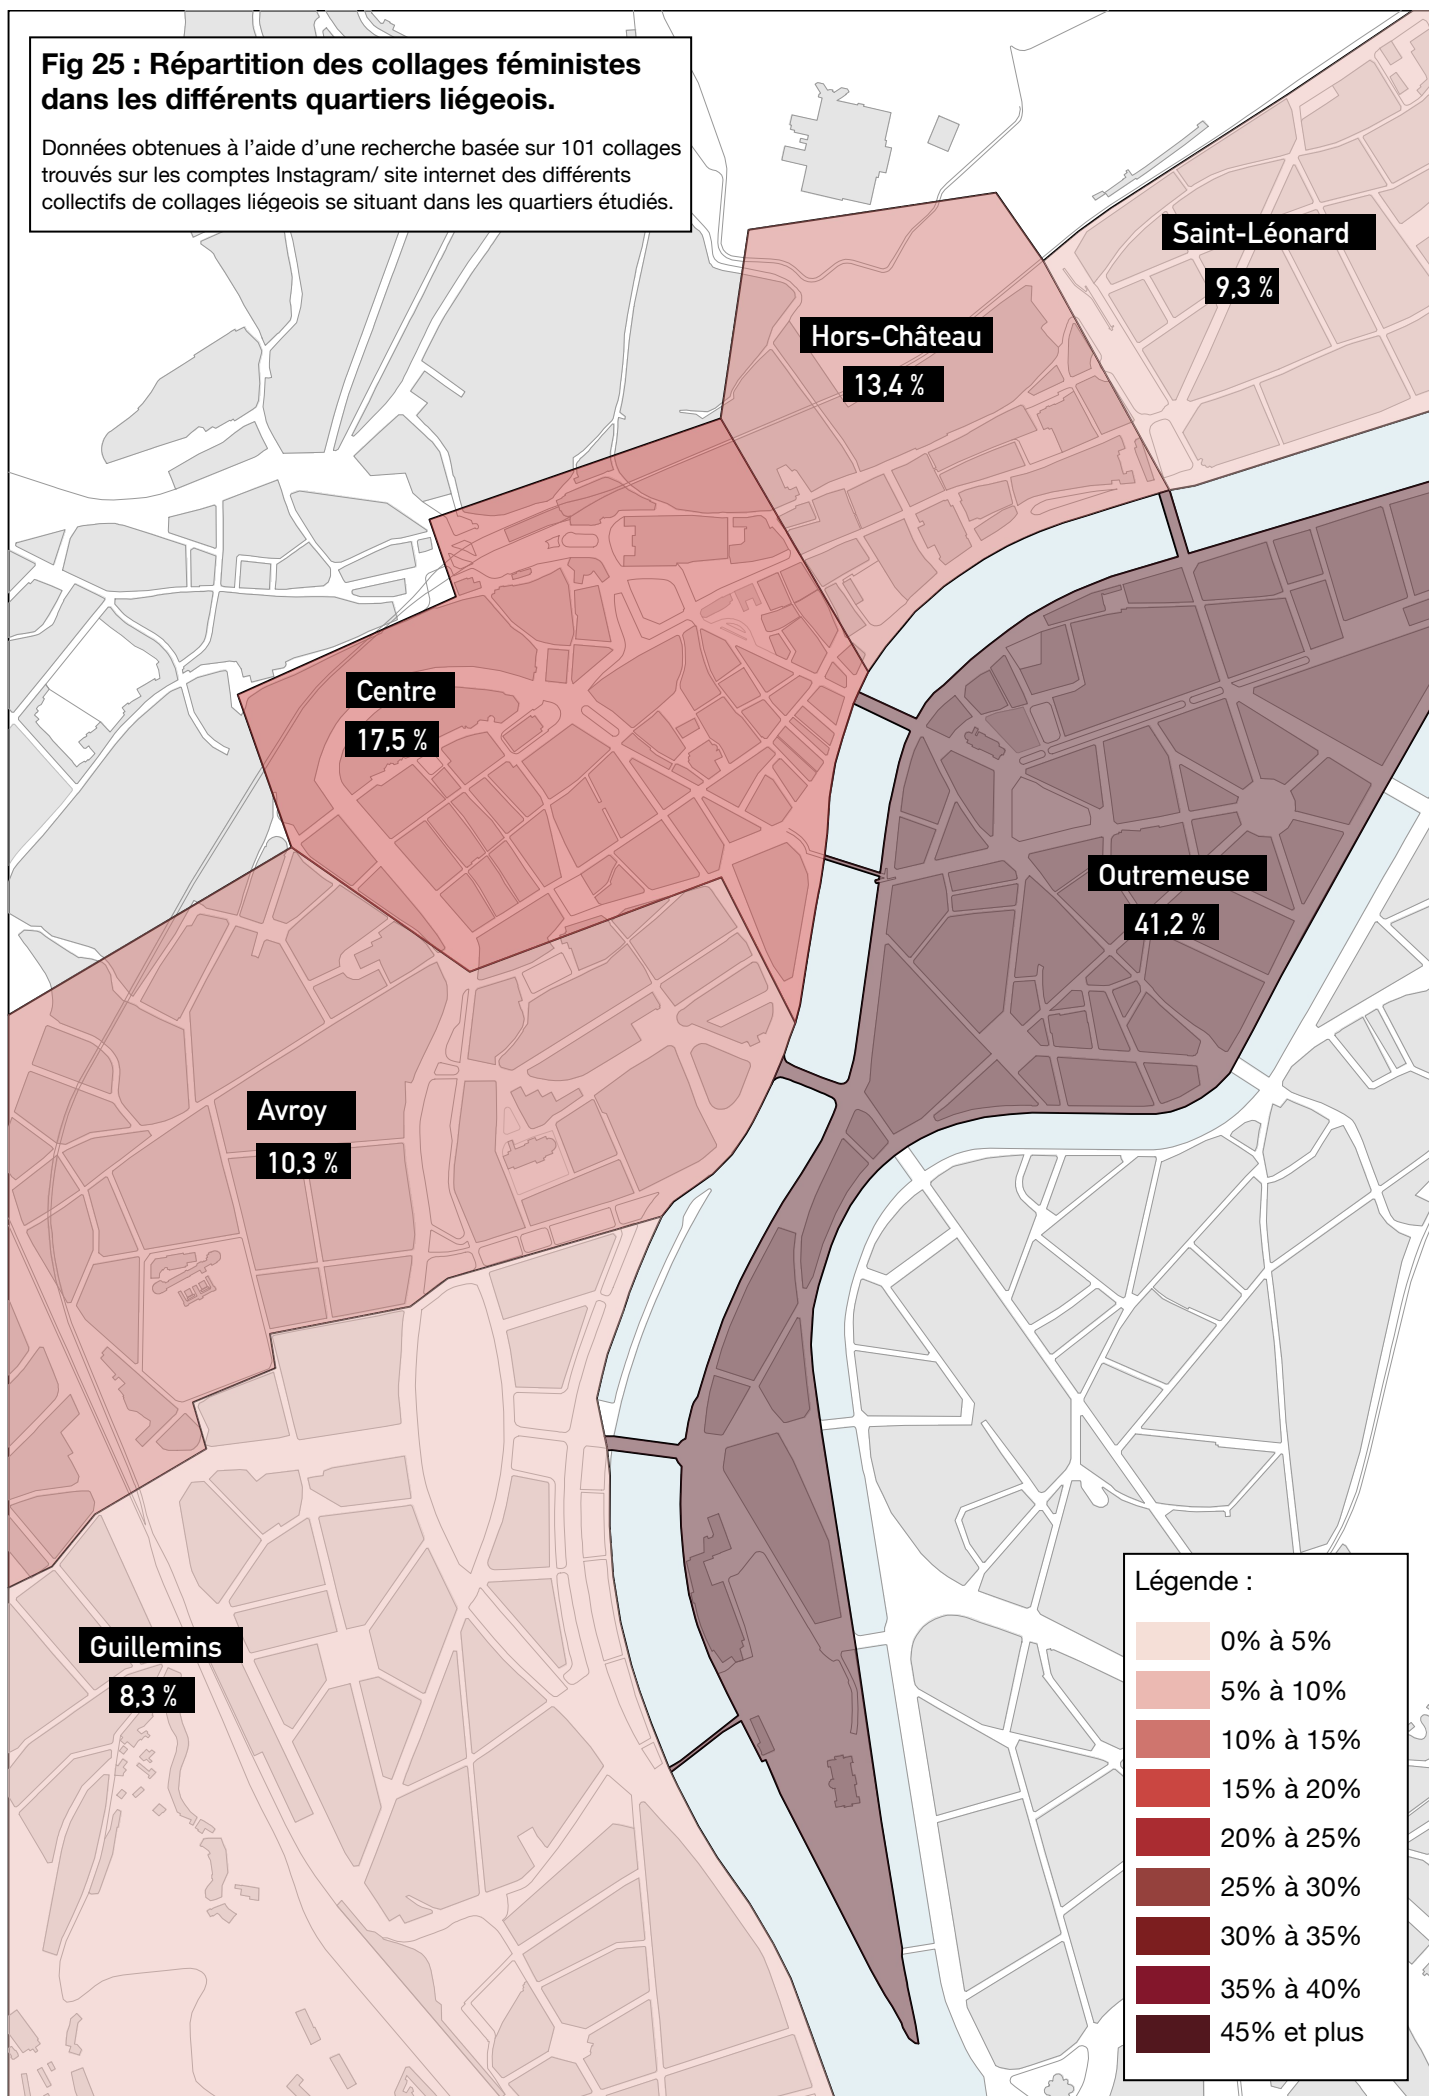 Fig 25 : Répartition des collages féministes
dans les différents quartiers liégeois.
Données obtenues à l'aide d'une recherche basée sur 101 collages
trouvés sur les comptes Instagram/ site internet des différents
collectifs de collages liégeois se situant dans les quartiers étudiés.
Saint-Léonard
9,3 %
Hors-Château
13,4 %
Centre
17,5 %
Outremeuse
41,2 %
Avroy
10,3 %
Guillemins
8,3 %
Légende :
0% à 5%
5% à 10%
10% à 15%
15% à 20%
20% à 25%
25% à 30%
30% à 35%
35% à 40%
45% et plus